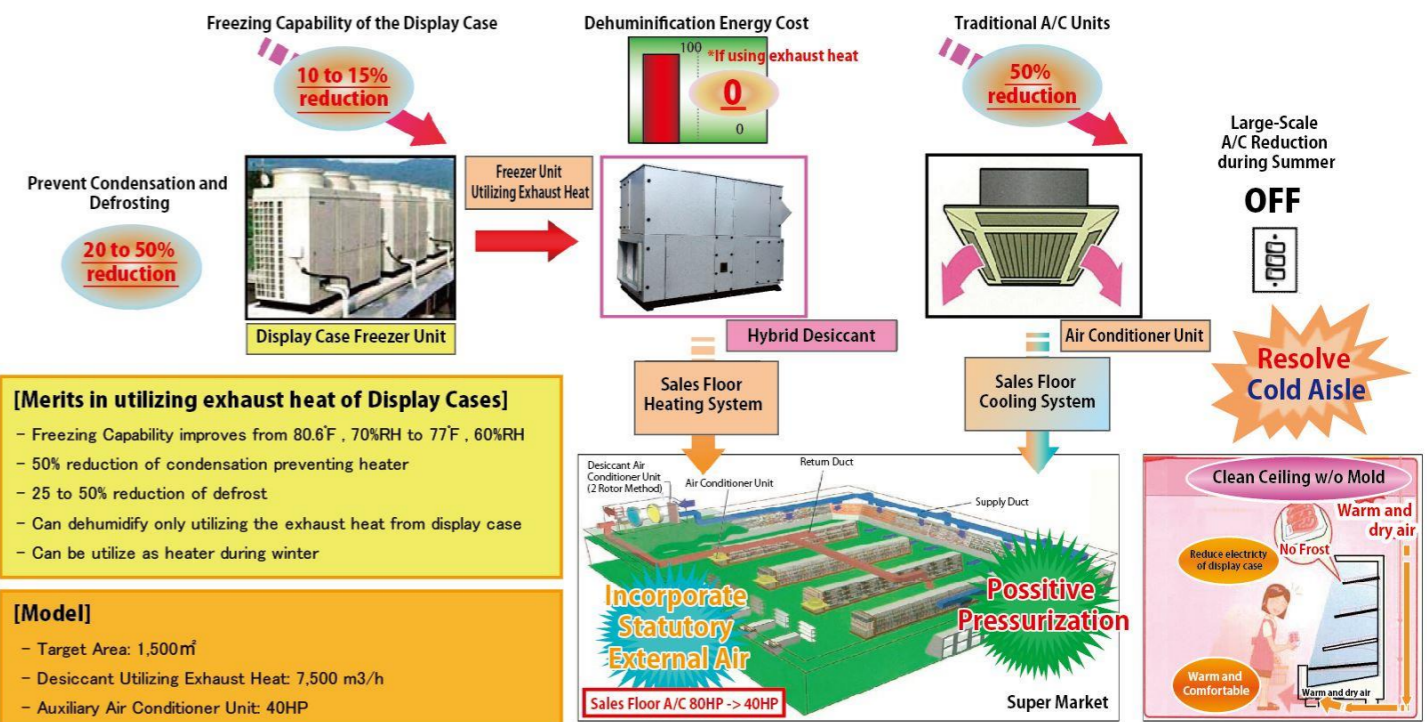 Freezing Capability of the Display Case
10 to 15%
reduction
Dehuminification Energy Cost
100
*If using exhaust heat
0
0
Traditional A/C Units
50%
reduction
Large-Scale
A/C Reduction
during Summer
OFF
Prevent Condensation and
Defrosting
20 to 50%
reduction
Freezer Unit
Utilizing Exhaust Heat
Display Case Freezer Unit
Hybrid Desiccant
Air Conditioner Unit
Resolve
Cold Aisle
Sales Floor
Heating System
Sales Floor
Cooling System
[Merits in utilizing exhaust heat of Display Cases]
- Freezing Capability improves from 80.6°F , 70%RH to 77°F , 60%RH
- 50% reduction of condensation preventing heater
- 25 to 50% reduction of defrost
- Can dehumidify only utilizing the exhaust heat from display case
- Can be utilize as heater during winter
[Model]
- Target Area: 1,500㎡
- Desiccant Utilizing Exhaust Heat: 7,500 m3/h
- Auxiliary Air Conditioner Unit: 40HP
Desiccant Air
Conditioner Unit
(2 Rotor Method)
Air Conditioner Unit
Return Duct
Supply Duct
Incorporate
Statutory
External Air
Possitive
Pressurization
Sales Floor A/C 80HP -> 40HP
Super Market
Clean Ceiling w/o Mold
Warm and
dry air
No Frost
Reduce electricty
of display case
Warm and
Comfortable
Warm and dry air